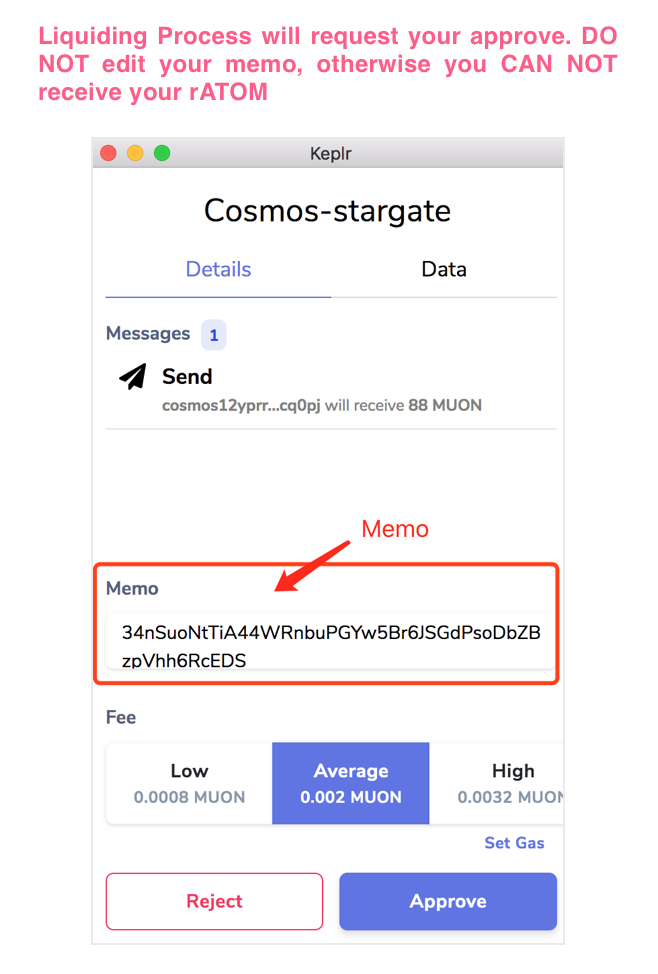 Liquiding Process will request your approve. DO
NOT edit your memo, otherwise you CAN NOT
receive your rATOM
Keplr
Cosmos-stargate
Details Data
Messages 1
Send
cosmos12yprr...cq0pj will receive 88 MUON
Memo
Memo
34nSuoNtTiA44WRnbuPGYw5Br6JSGdPsoDbZB
zpVhh6RcEDS
Fee
Low Average High
0.0008 MUON 0.002 MUON 0.0032 MUON
Set Gas
Reject Approve